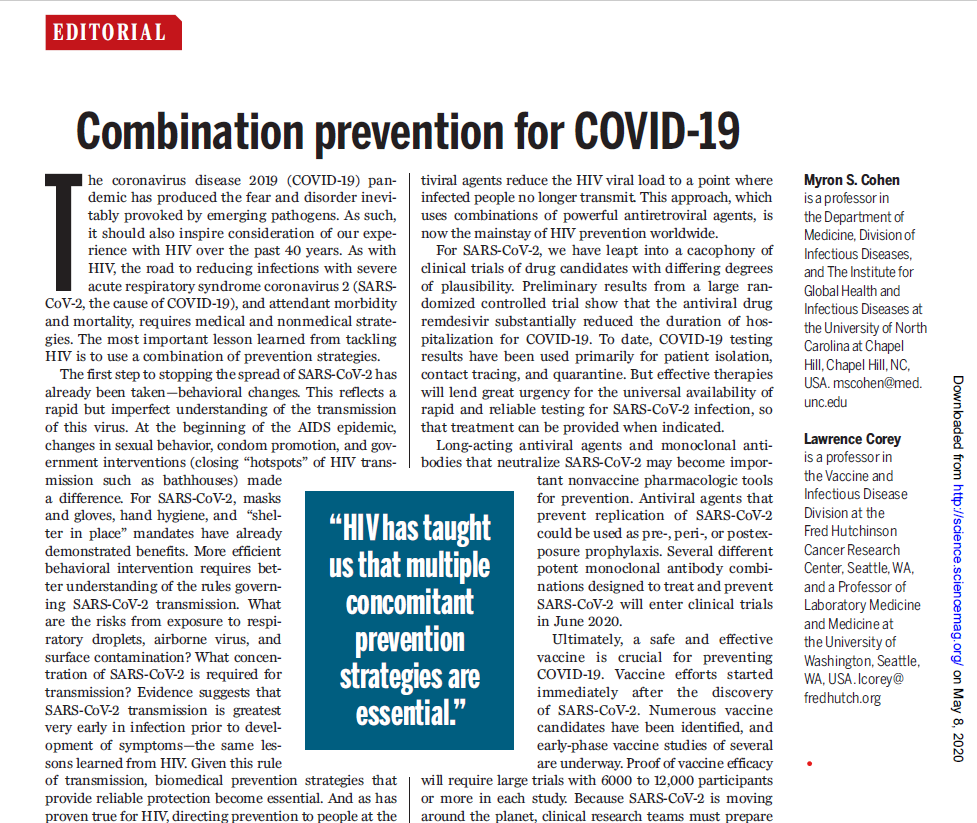 EDITORIAL
Combination prevention for COVID-19
The coronavirus disease 2019 (COVID-19) pan-
demic has produced the fear and disorder inevi-
tably provoked by emerging pathogens. As such,
it should also inspire consideration of our expe-
rience with HIV over the past 40 years. As with
HIV, the road to reducing infections with severe
acute respiratory syndrome coronavirus 2 (SARS-
CoV-2, the cause of COVID-19), and attendant morbidity
and mortality, requires medical and nonmedical strate-
gies. The most important lesson learned from tackling
HIV is to use a combination of prevention strategies.
The first step to stopping the spread of SARS-CoV-2 has
already been taken—behavioral changes. This reflects a
rapid but imperfect understanding of the transmission
of this virus. At the beginning of the AIDS epidemic,
changes in sexual behavior, condom promotion, and gov-
ernment interventions (closing “hotspots” of HIV trans-
mission such as bathhouses) made
a difference. For SARS-CoV-2, masks
and gloves, hand hygiene, and “shel-
ter in place” mandates have already
demonstrated benefits. More efficient
behavioral intervention requires bet-
ter understanding of the rules govern-
ing SARS-CoV-2 transmission. What
are the risks from exposure to respi-
ratory droplets, airborne virus, and
surface contamination? What concen-
tration of SARS-CoV-2 is required for
transmission? Evidence suggests that
SARS-CoV-2 transmission is greatest
very early in infection prior to devel-
opment of symptoms—the same les-
sons learned from HIV. Given this rule
of transmission, biomedical prevention strategies that
provide reliable protection become essential. And as has
proven true for HIV, directing prevention to people at the
“HIV has taught
us that multiple
concomitant
prevention
strategies are
essential.”
tiviral agents reduce the HIV viral load to a point where
infected people no longer transmit. This approach, which
uses combinations of powerful antiretroviral agents, is
now the mainstay of HIV prevention worldwide.
For SARS-CoV-2, we have leapt into a cacophony of
clinical trials of drug candidates with differing degrees
of plausibility. Preliminary results from a large ran-
domized controlled trial show that the antiviral drug
remdesivir substantially reduced the duration of hos-
pitalization for COVID-19. To date, COVID-19 testing
results have been used primarily for patient isolation,
contact tracing, and quarantine. But effective therapies
will lend great urgency for the universal availability of
rapid and reliable testing for SARS-CoV-2 infection, so
that treatment can be provided when indicated.
Long-acting antiviral agents and monoclonal anti-
bodies that neutralize SARS-CoV-2 may become impor-
tant nonvaccine pharmacologic tools
for prevention. Antiviral agents that
prevent replication of SARS-CoV-2
could be used as pre-, peri-, or postex-
posure prophylaxis. Several different
potent monoclonal antibody combi-
nations designed to treat and prevent
SARS-CoV-2 will enter clinical trials
in June 2020.
Ultimately, a safe and effective
vaccine is crucial for preventing
COVID-19. Vaccine efforts started
immediately after the discovery
of SARS-CoV-2. Numerous vaccine
candidates have been identified, and
early-phase vaccine studies of several
are underway. Proof of vaccine efficacy
will require large trials with 6000 to 12,000 participants
or more in each study. Because SARS-CoV-2 is moving
around the planet, clinical research teams must prepare
Myron S. Cohen
is a professor in
the Department of
Medicine, Division of
Infectious Diseases,
and The Institute for
Global Health and
Infectious Diseases at
the University of North
Carolina at Chapel
Hill, Chapel Hill, NC,
USA. mscohen@med.
unc.edu
Lawrence Corey
is a professor in
the Vaccine and
Infectious Disease
Division at the
Fred Hutchinson
Cancer Research
Center, Seattle, WA,
and a Professor of
Laboratory Medicine
and Medicine at
the University of
Washington, Seattle,
WA, USA. lcorey@
fredhutch.org
Downloaded from http://science.sciencemag.org/ on May 8, 2020